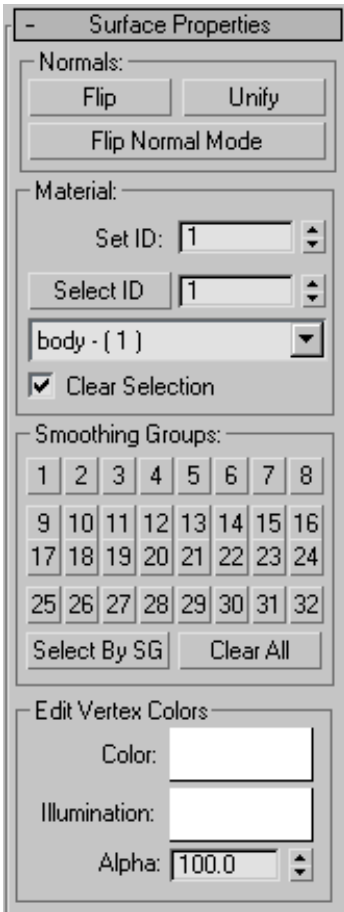 - Surface Properties
Normals:
Flip Unify
Flip Normal Mode
Material:
Set ID: 1
Select ID 1
body - ( 1 )
Clear Selection
Smoothing Groups:
1 2 3 4 5 6 7 8
9 10 11 12 13 14 15 16
17 18 19 20 21 22 23 24
25 26 27 28 29 30 31 32
Select By SG Clear All
Edit Vertex Colors
Color:
Illumination:
Alpha: 100.0